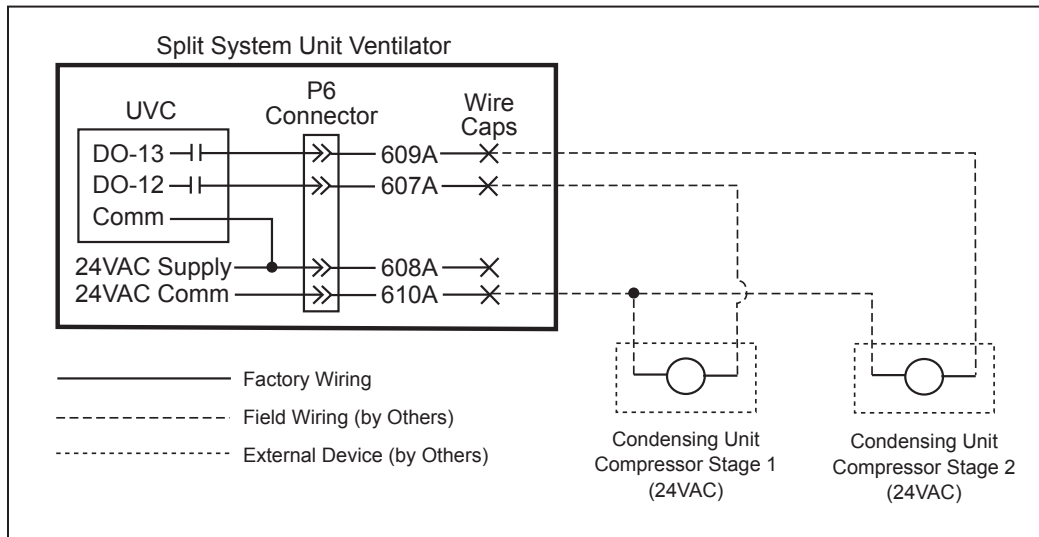 Split System Unit Ventilator
UVC
P6
Connector
Wire
Caps
DO-13
609A
DO-12
607A
Comm
24VAC Supply
608A
24VAC Comm
610A
Factory Wiring
Field Wiring (by Others)
External Device (by Others)
Condensing Unit
Compressor Stage 1
(24VAC)
Condensing Unit
Compressor Stage 2
(24VAC)